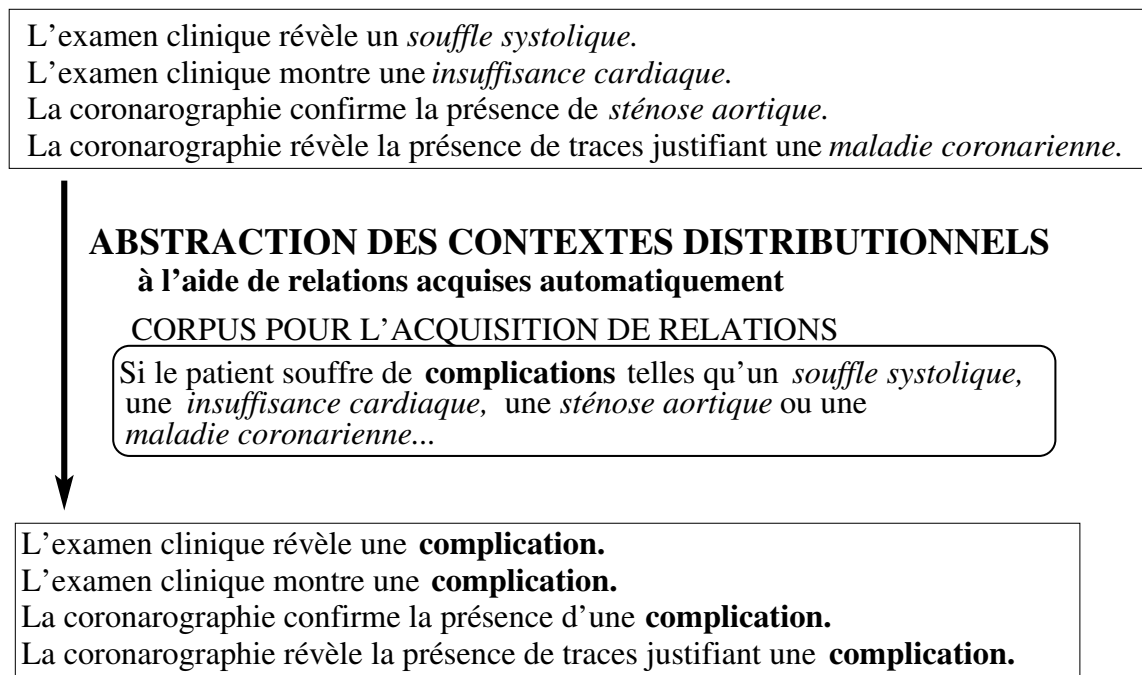 L’examen clinique révèle un souffle systolique.
L’examen clinique montre une insuffisance cardiaque.
La coronarographie confirme la présence de sténose aortique.
La coronarographie révèle la présence de traces justifiant une maladie coronarienne.
ABSTRACTION DES CONTEXTES DISTRIBUTIONNELS
à l’aide de relations acquises automatiquement
CORPUS POUR L’ACQUISITION DE RELATIONS
Si le patient souffre de complications telles qu’un souffle systolique,
une insuffisance cardiaque, une sténose aortique ou une
maladie coronarienne...
L’examen clinique révèle une complication.
L’examen clinique montre une complication.
La coronarographie confirme la présence d’une complication.
La coronarographie révèle la présence de traces justifiant une complication.